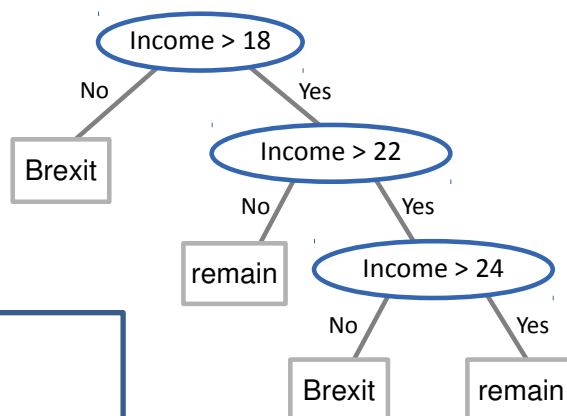 Income > 18
No
Yes
Brexit
Income > 22
No
Yes
remain
Income > 24
No
Yes
Brexit
remain